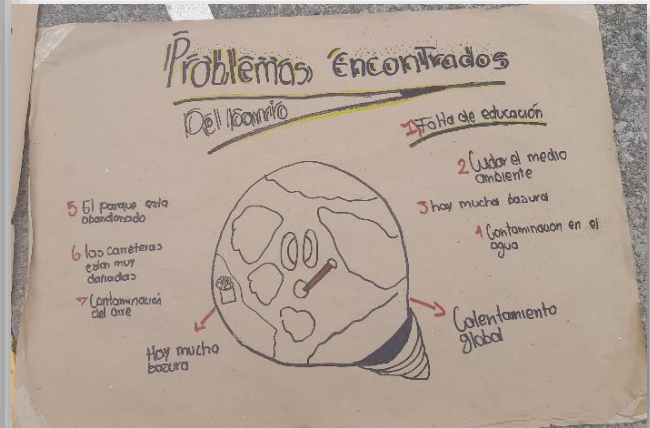 Problemas encontrados
Del barrio
1) Falta de educación
2 Cudar el medio
ambiente
3 hay mucha basura
4 Contaminacion en el
agua
5 El parque esta
abandonado
6 las carreteras
estan muy
dañadas
7 Contaminación
del aire
Hay mucha
basura
Calentamiento
global